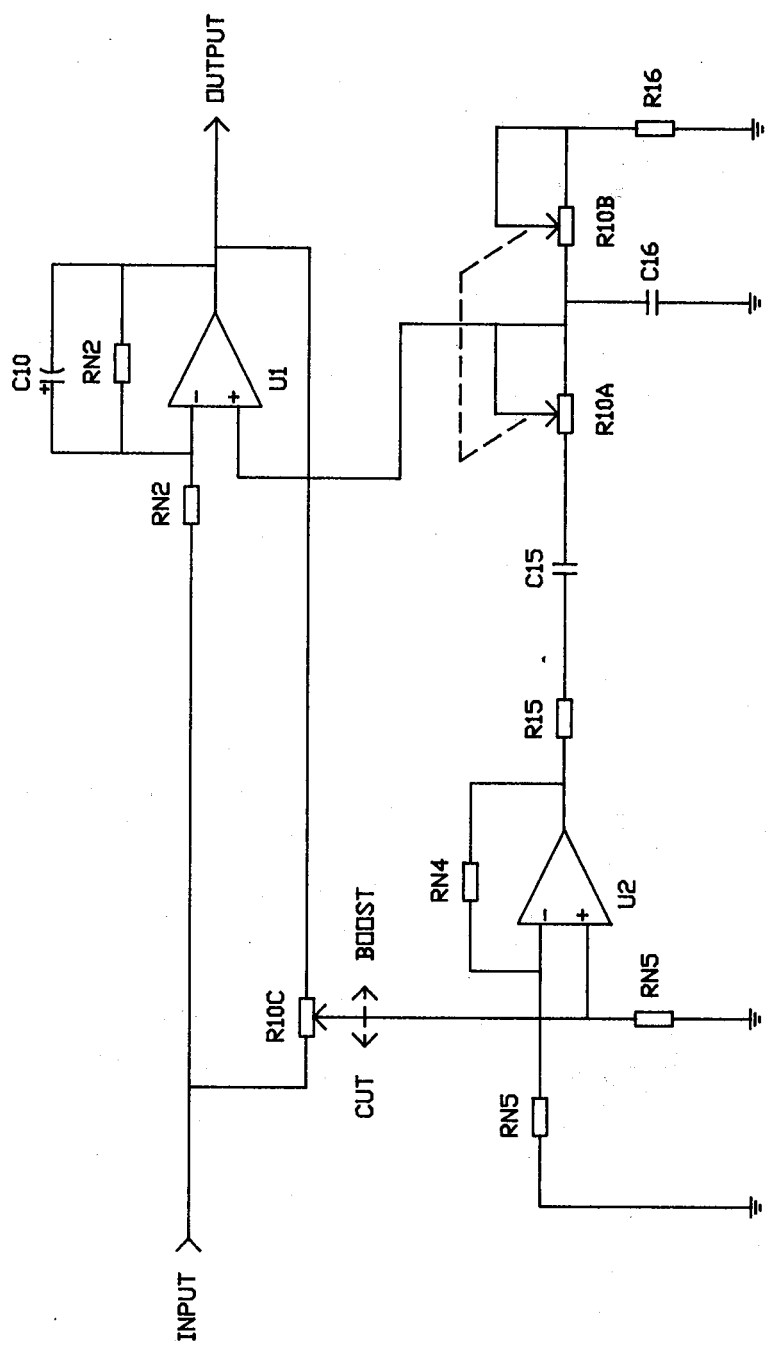 C10
RN2
OUTPUT
RN2
U1
R16
R10B
C16
R10A
C15
R15
RN4
U2
R10C
BOOST
CUT
RN5
RN5
INPUT
+
-
+
-
+